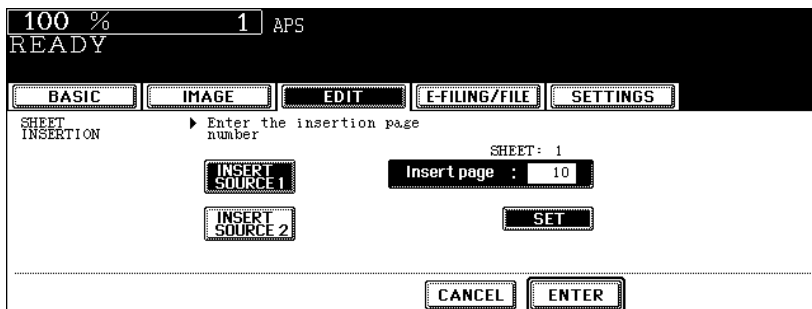 100 % 1 APS
READY
BASIC IMAGE EDIT E-FILING/FILE SETTINGS
SHEET
INSERTION
Enter the insertion page
number
SHEET: 1
INSERT
SOURCE 1
Insert page : 10
INSERT
SOURCE 2
SET
CANCEL ENTER